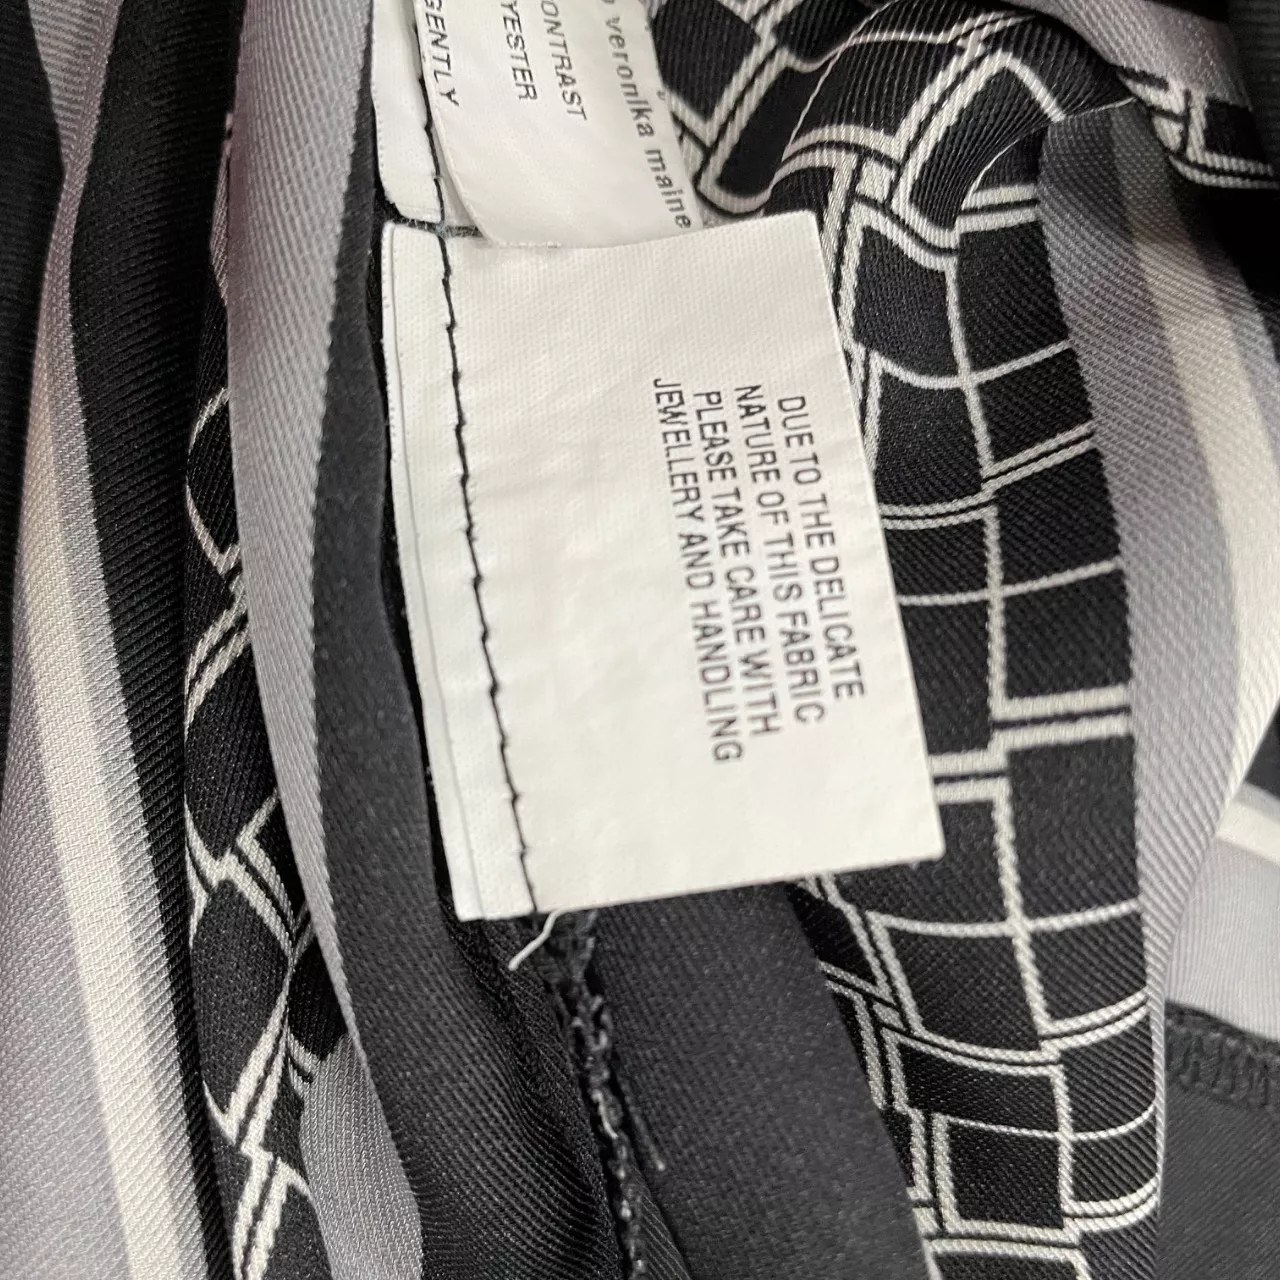 veronika maine
CONTRAST
YESTER
GENTLY
DUE TO THE DELICATE
NATURE OF THIS FABRIC
PLEASE TAKE CARE WITH
JEWELLERY AND HANDLING